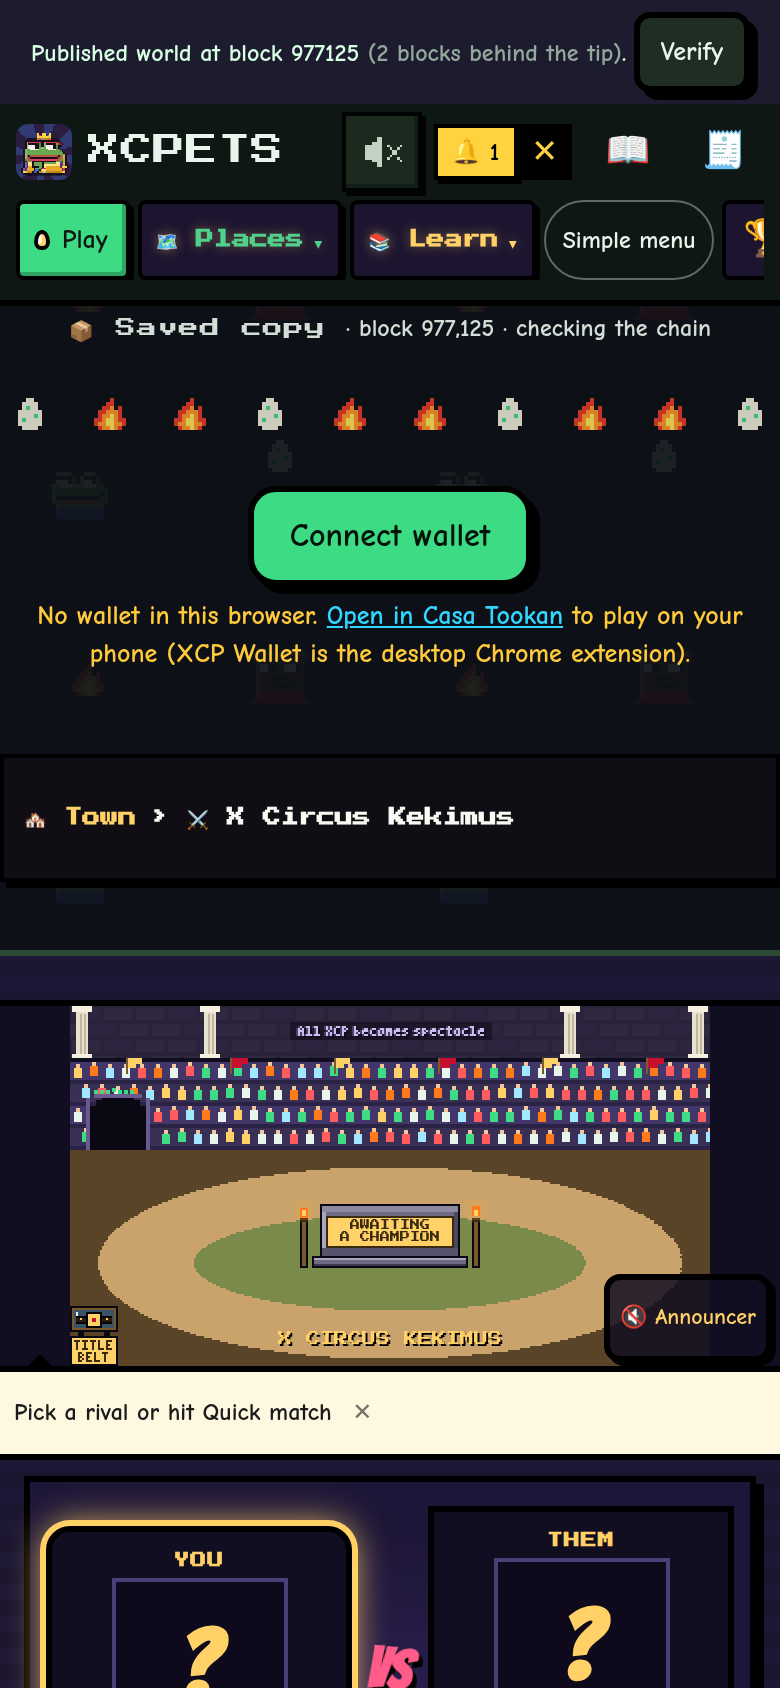 Published world at block 977125 (2 blocks behind the tip).
Verify
XCPETS
1
✕
Play
Places ▾
Learn ▾
Simple menu
Saved copy · block 977,125 · checking the chain
Connect wallet
No wallet in this browser. Open in Casa Tookan to play on your
phone (XCP Wallet is the desktop Chrome extension).
Town › X Circus Kekimus
All XCP becomes spectacle
AWAITING
A CHAMPION
TITLE
BELT
X CIRCUS KEKIMUS
Announcer
Pick a rival or hit Quick match ✕
YOU
THEM
?
?
VS